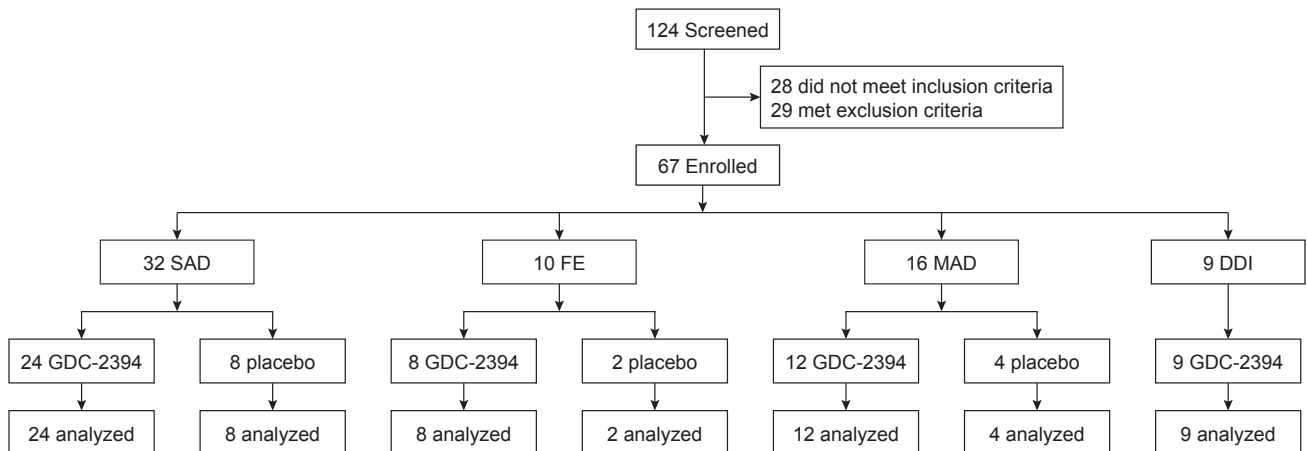 124 Screened
28 did not meet inclusion criteria
29 met exclusion criteria
67 Enrolled
32 SAD
10 FE
16 MAD
9 DDI
24 GDC-2394
8 placebo
8 GDC-2394
2 placebo
12 GDC-2394
4 placebo
9 GDC-2394
24 analyzed
8 analyzed
8 analyzed
2 analyzed
12 analyzed
4 analyzed
9 analyzed